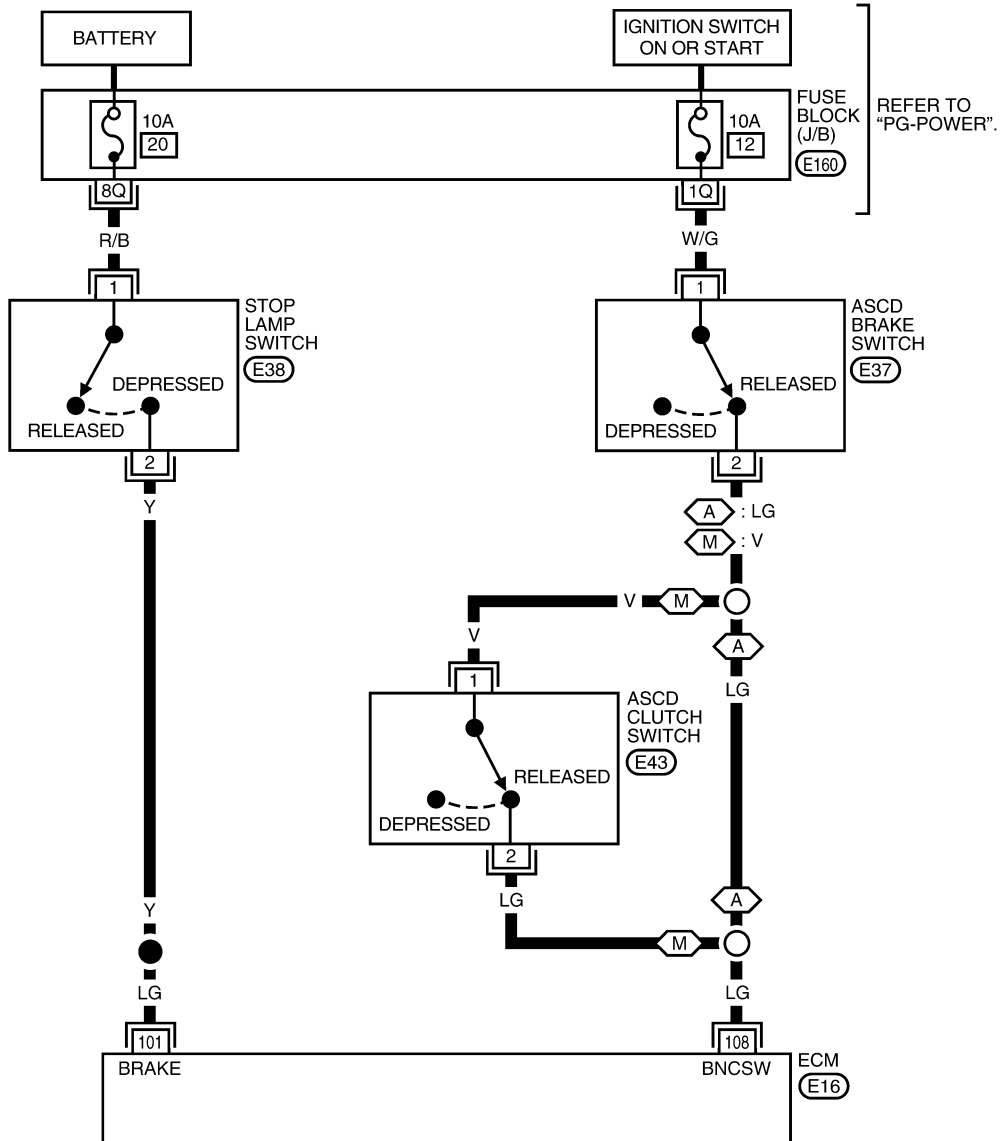 BATTERY
IGNITION SWITCH
ON OR START
FUSE
BLOCK
(J/B)
E160
REFER TO
“PG-POWER”.
10A
20
10A
12
8Q
1Q
R/B
W/G
1
1
STOP
LAMP
SWITCH
E38
ASCD
BRAKE
SWITCH
E37
DEPRESSED
RELEASED
RELEASED
DEPRESSED
2
2
Y
A : LG
M : V
V
M
A
V
LG
1
ASCD
CLUTCH
SWITCH
E43
RELEASED
DEPRESSED
2
LG
A
Y
M
LG
LG
101
108
BRAKE
BNCSW
ECM
E16